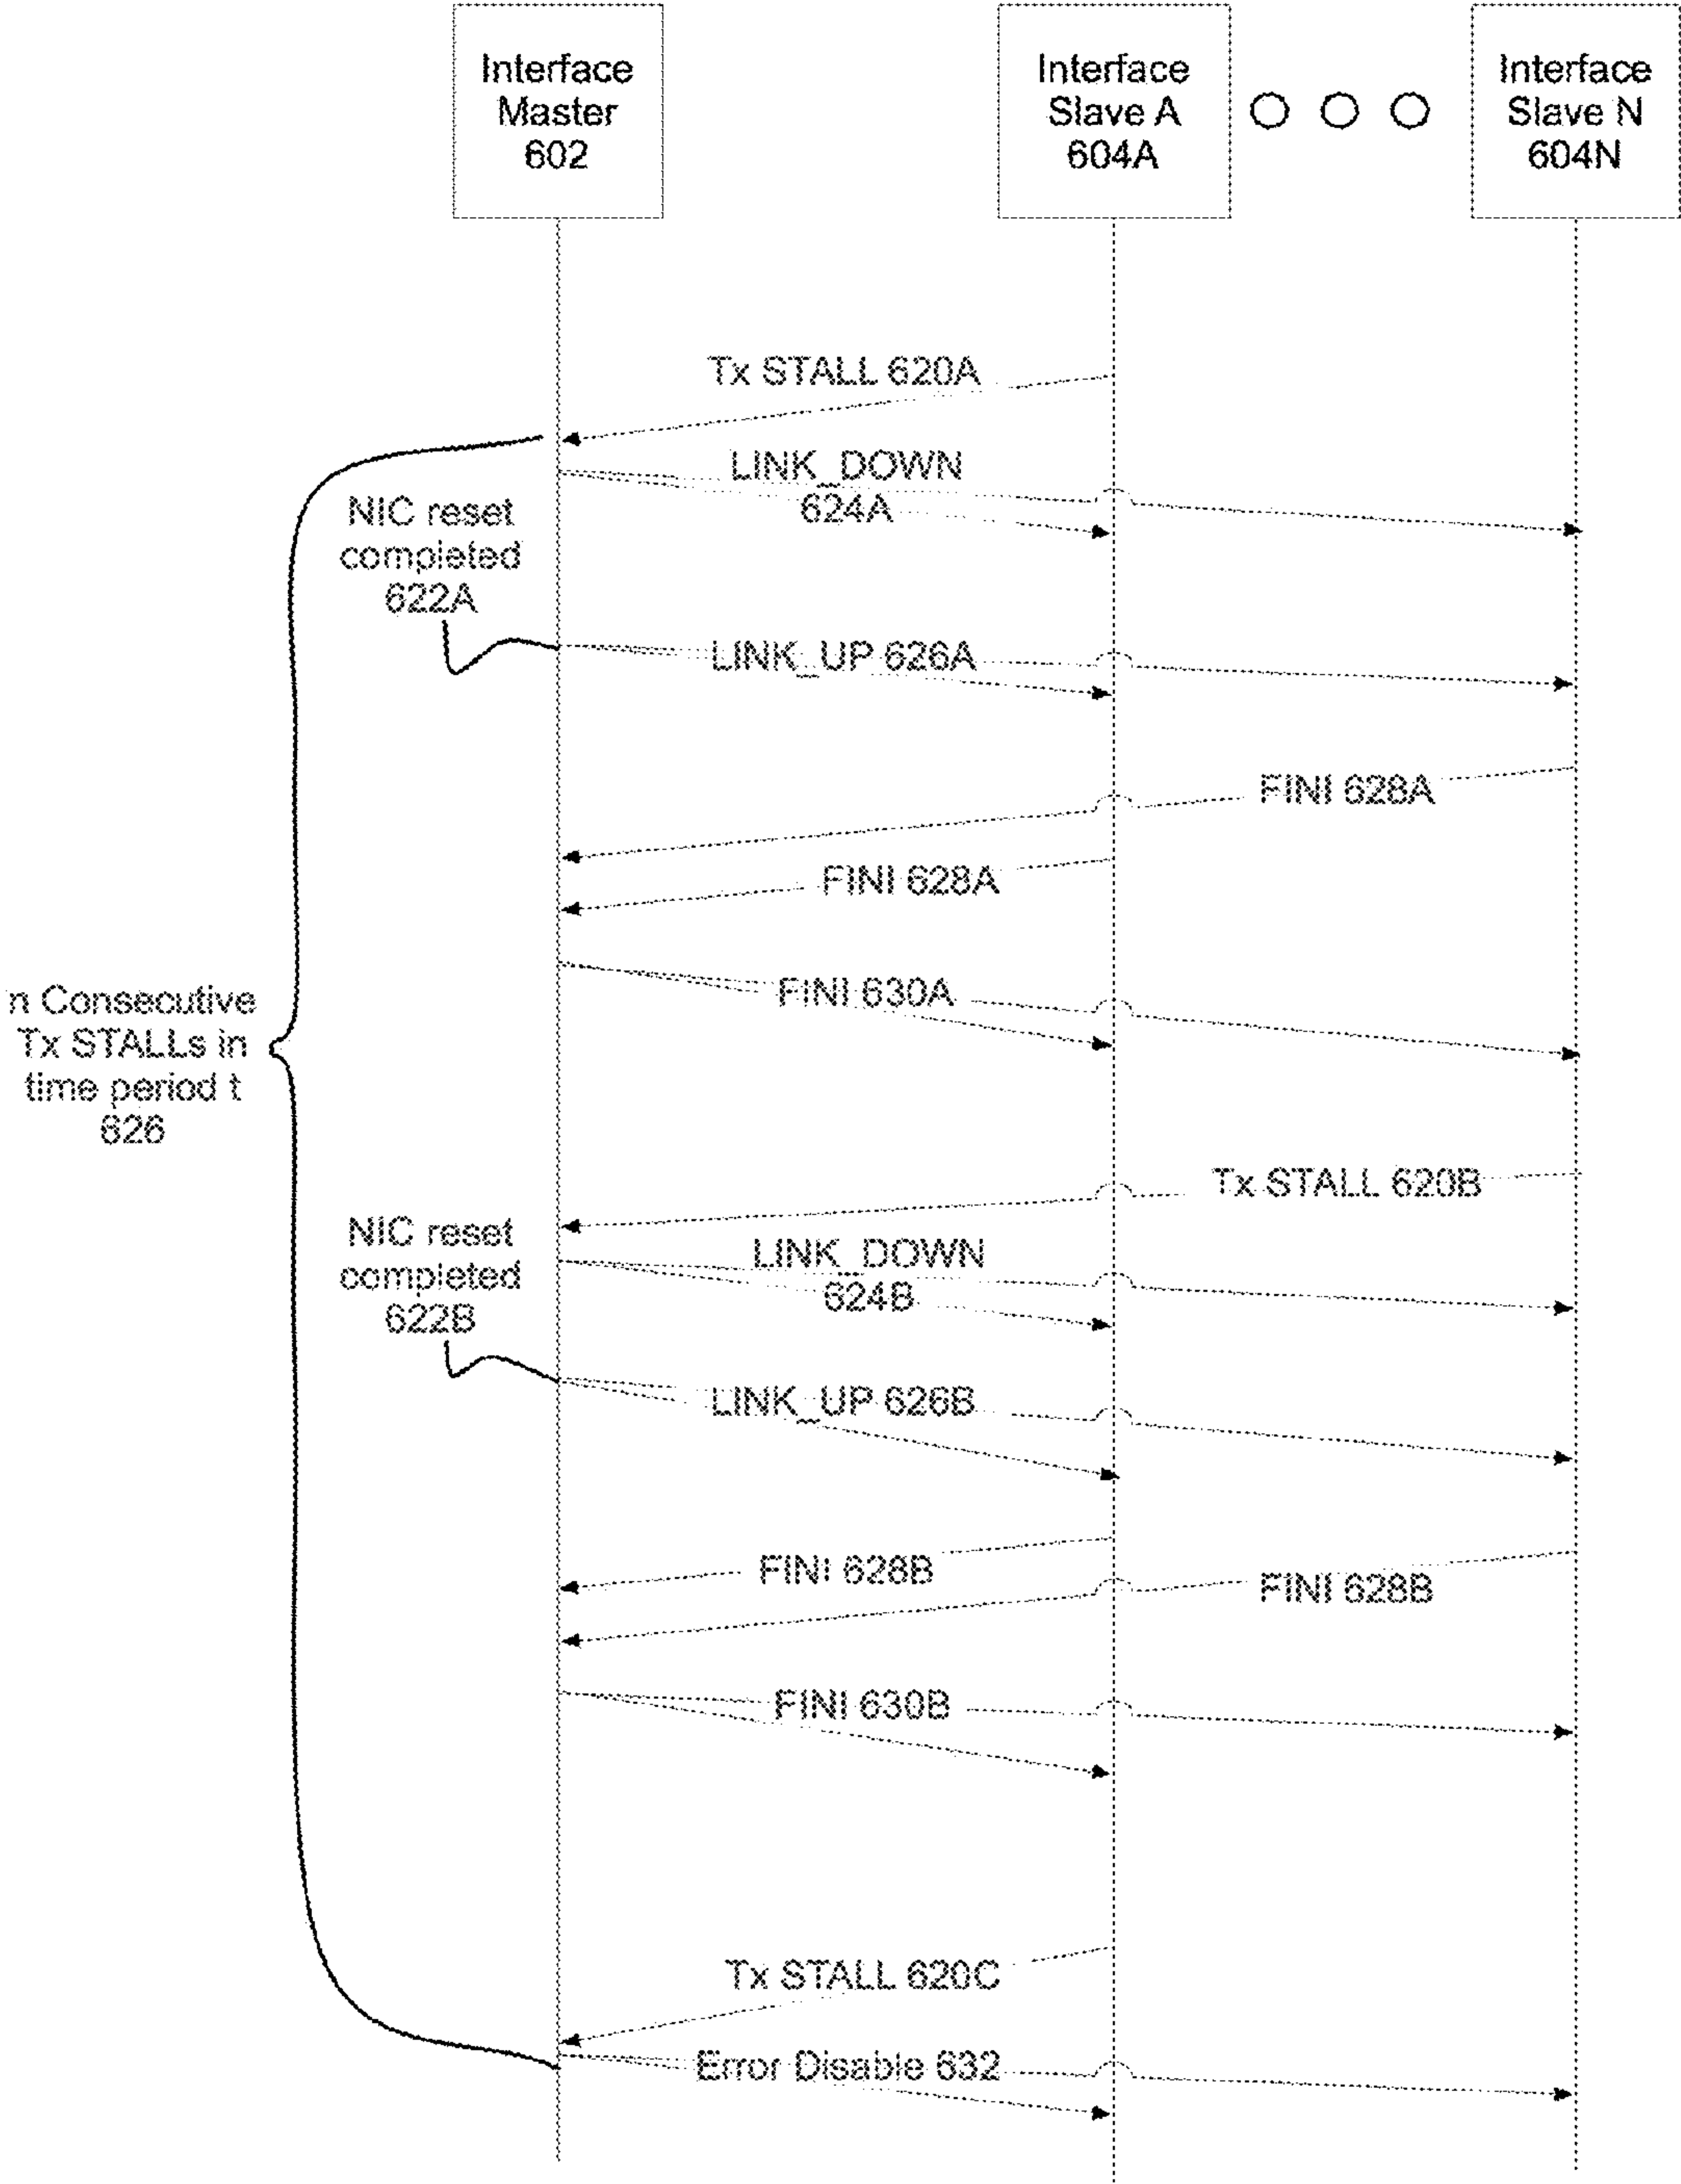 Interface
Master
602
Interface
Slave A
604A
Interface
Slave N
604N
Tx STALL 620A
LINK_DOWN
624A
NIC reset
completed
622A
LINK_UP 626A
FINI 628A
FINI 628A
FINI 630A
n Consecutive
Tx STALLs in
time period t
626
Tx STALL 620B
NIC reset
completed
622B
LINK_DOWN
624B
LINK_UP 626B
FINI 628B
FINI 628B
FINI 630B
Tx STALL 620C
Error Disable 632